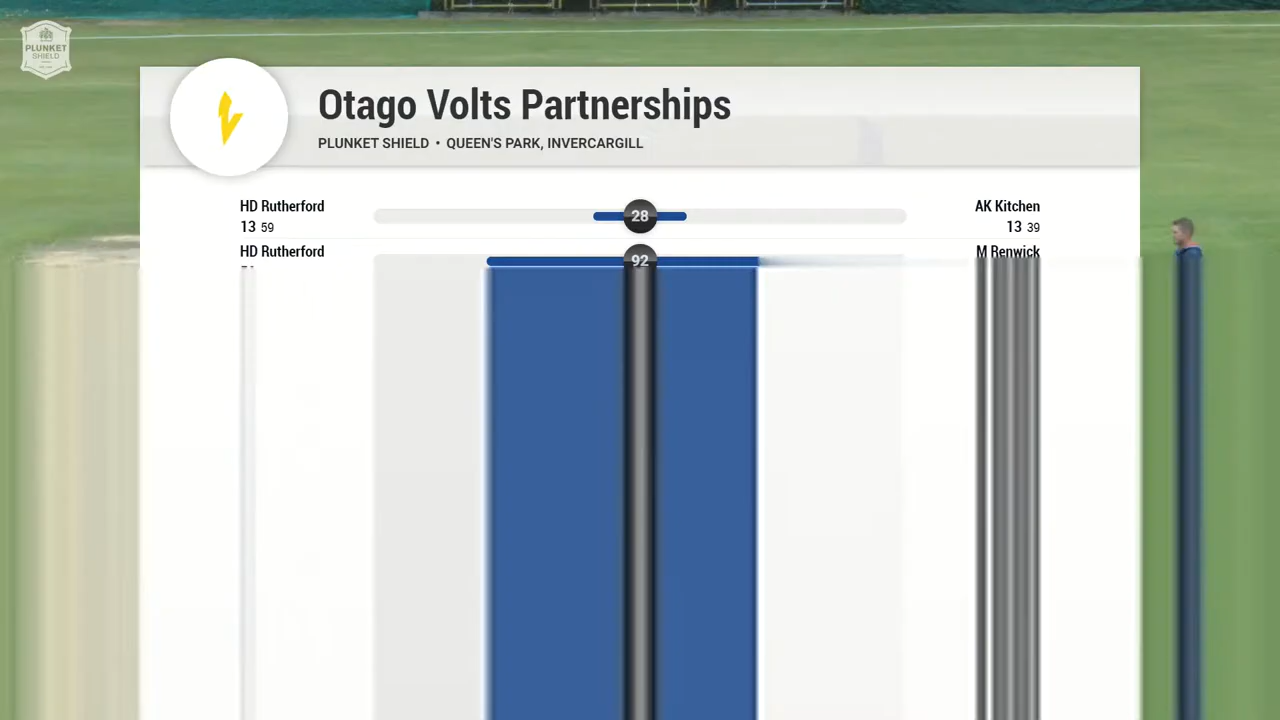 PLUNKET
SHIELD
Otago Volts Partnerships
PLUNKET SHIELD • QUEEN'S PARK, INVERCARGILL
HD Rutherford
28
AK Kitchen
13 59
13 39
HD Rutherford
92
M Renwick